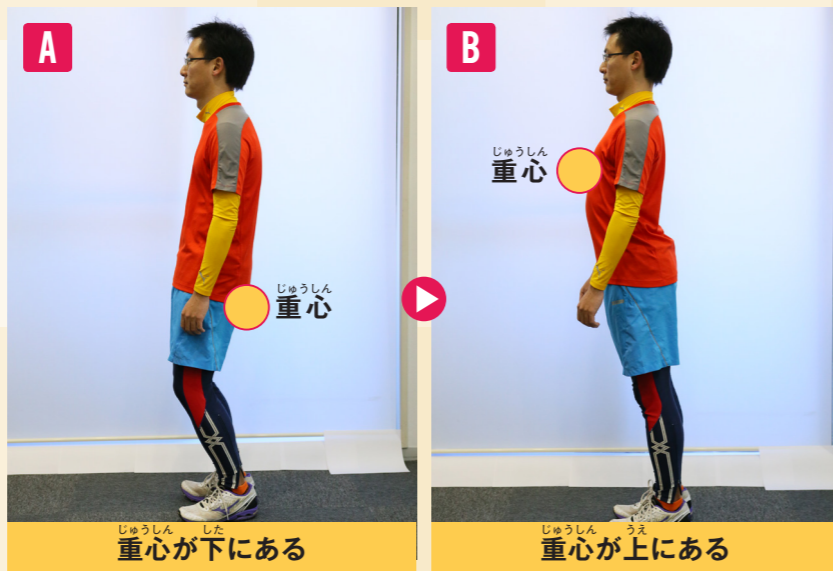 A
じゅうしん
重心
じゅうしん した
重心が下にある
B
じゅうしん
重心
じゅうしん うえ
重心が上にある